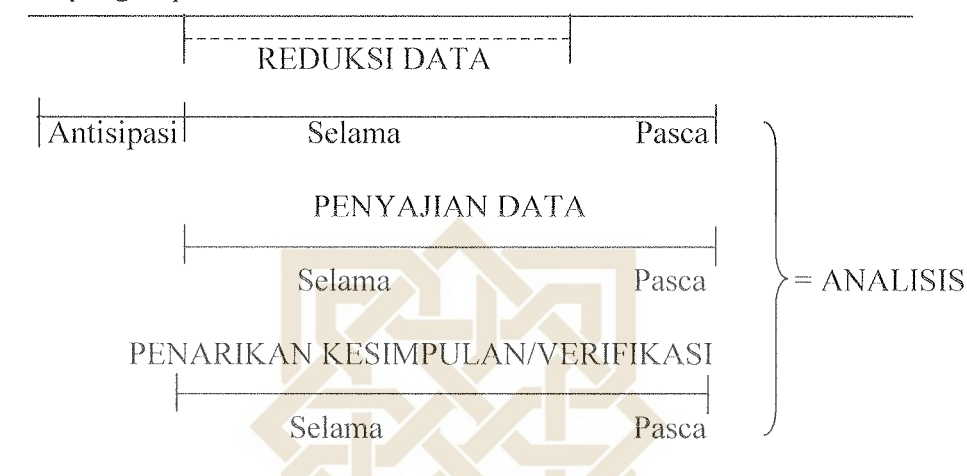 REDUKSI DATA
Antisipasi Selama Pasca
PENYAJIAN DATA
Selama Pasca
= ANALISIS
PENARIKAN KESIMPULAN/VERIFIKASI
Selama Pasca